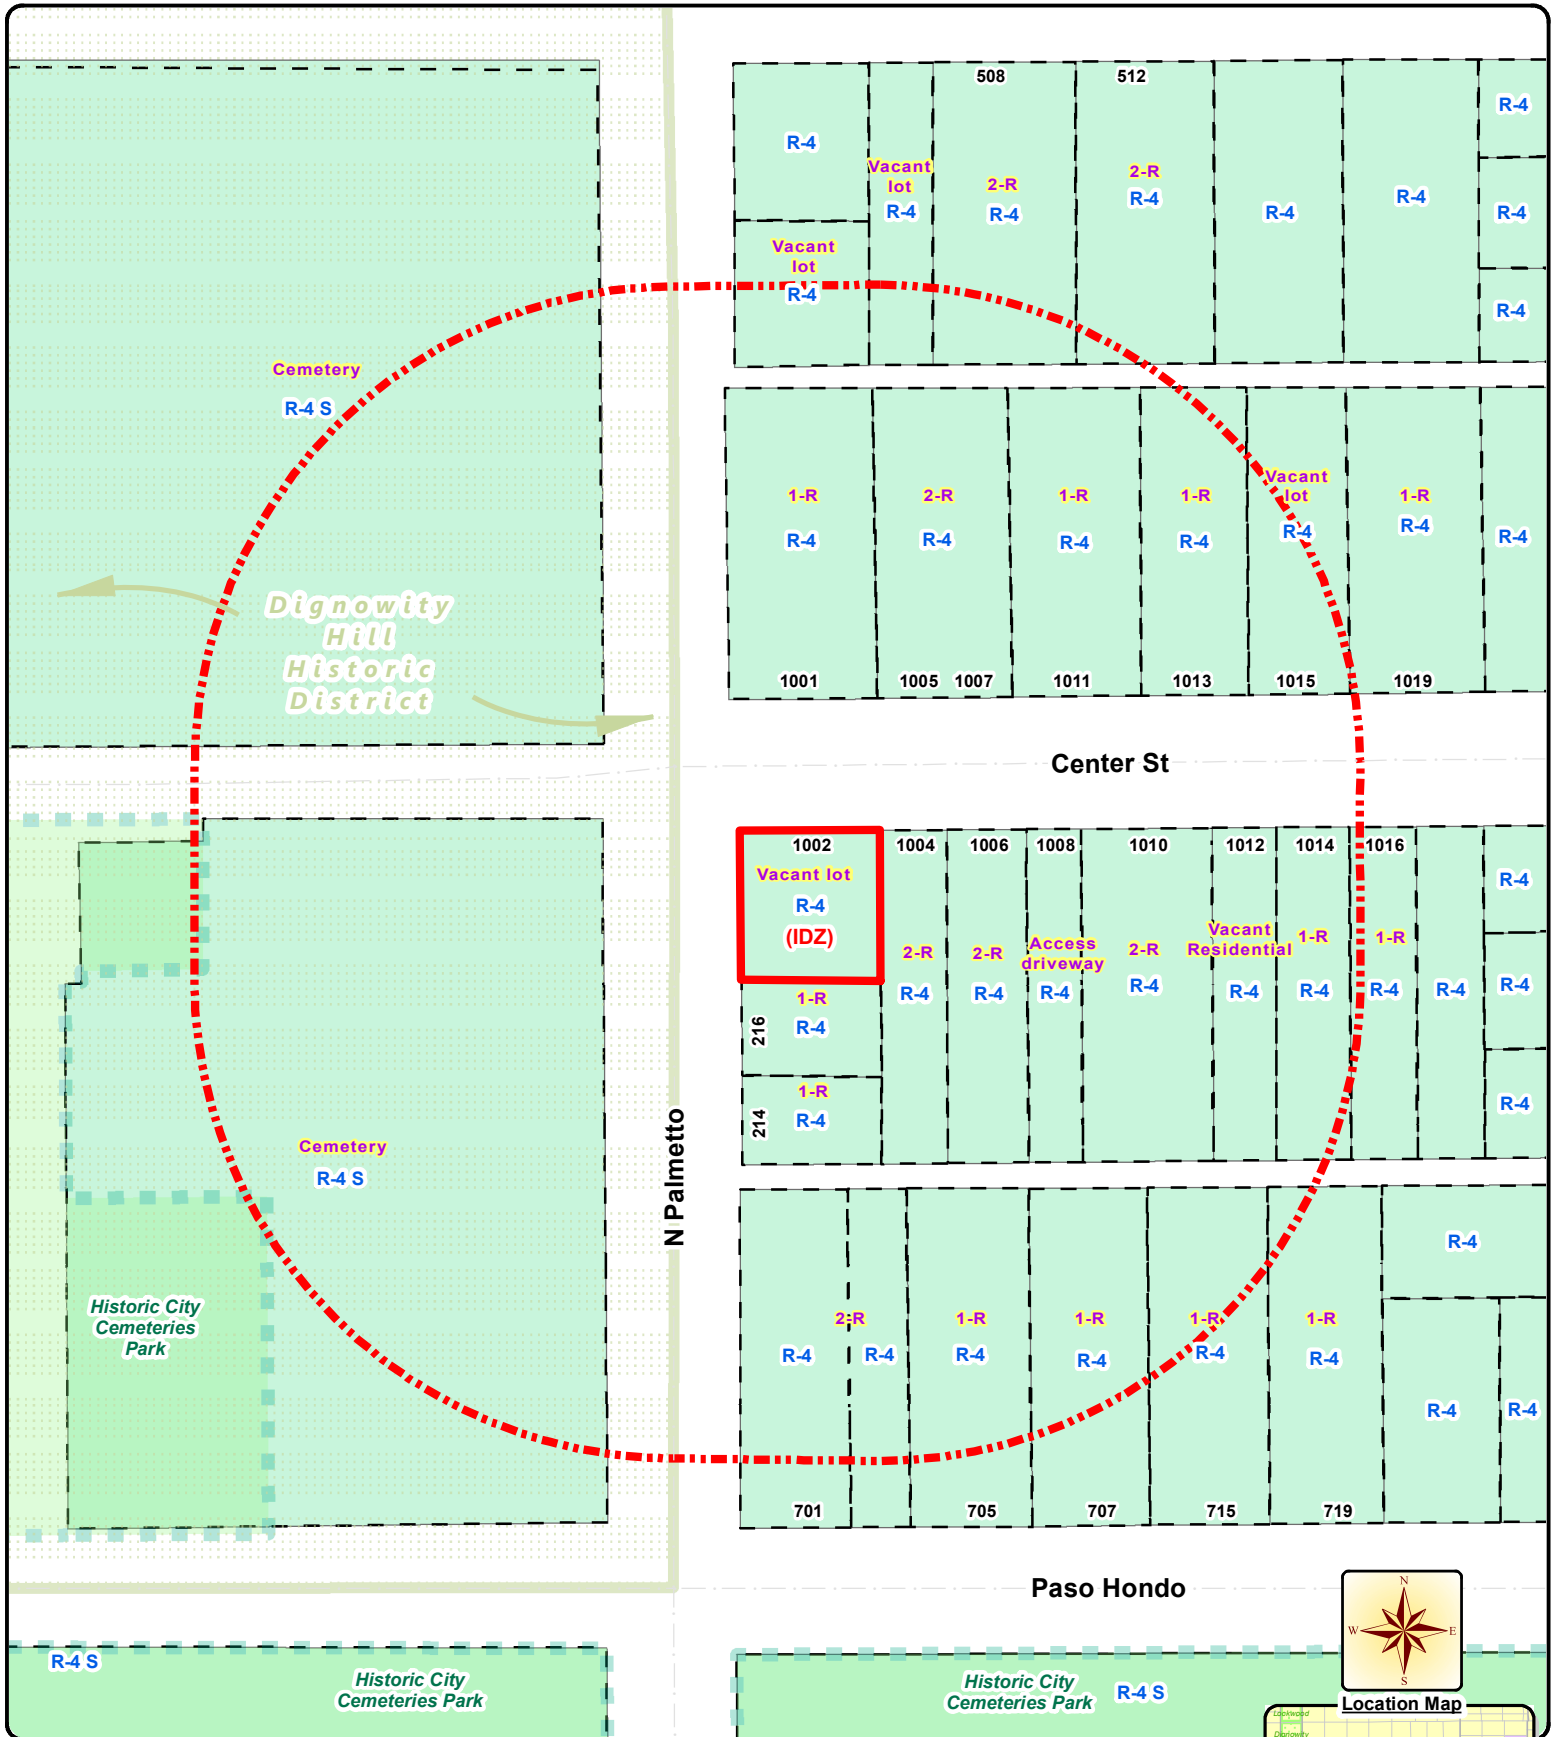 508
512
R-4
R-4
Vacant
lot
R-4
2-R
R-4
2-R
R-4
R-4
R-4
R-4
R-4
Vacant
lot
R-4
Cemetery
R-4 S
1-R
R-4
2-R
R-4
1-R
R-4
1-R
R-4
Vacant
lot
R-4
1-R
R-4
R-4
Dignowity
Hill
Historic
District
1001
1005
1007
1011
1013
1015
1019
Center St
1002
Vacant lot
R-4
(IDZ)
1004
2-R
R-4
1006
2-R
R-4
1008
Access
driveway
R-4
1010
2-R
R-4
1012
Vacant
Residential
R-4
1014
1-R
R-4
1016
1-R
R-4
R-4
R-4
R-4
R-4
1-R
R-4
216
1-R
R-4
214
N Palmetto
Cemetery
R-4 S
Historic City
Cemeteries
Park
2-R
R-4
R-4
1-R
R-4
1-R
R-4
1-R
R-4
1-R
R-4
R-4
R-4
R-4
701
705
707
715
719
Paso Hondo
N
W
E
S
R-4 S
Historic City
Cemeteries Park
Historic City
Cemeteries Park
R-4 S
Location Map
Lockwood
Dignowity